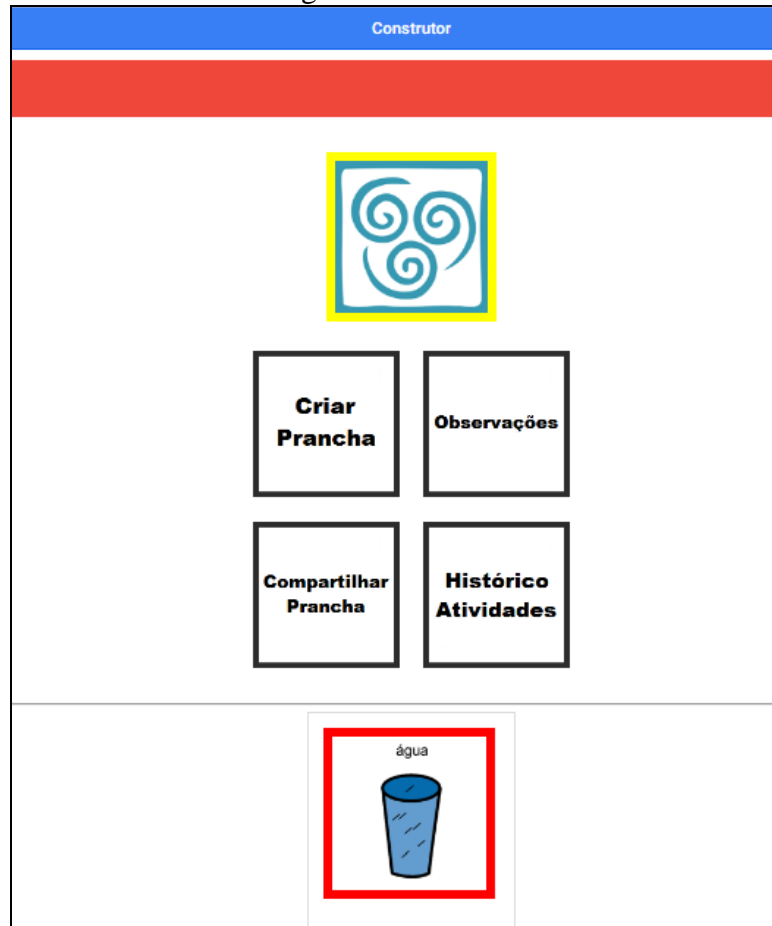 Construtor
Criar
Prancha
Observações
Compartilhar
Prancha
Histórico
Atividades
água